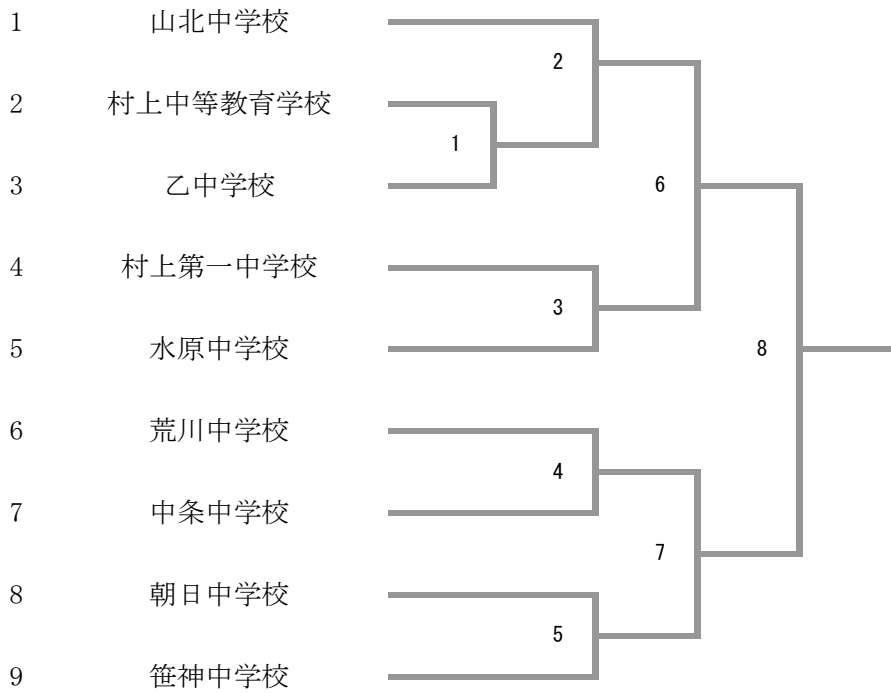 1 山北中学校
2
2 村上中等教育学校
1
3 乙中学校
6
4 村上第一中学校
3
5 水原中学校
8
6 荒川中学校
4
7 中条中学校
7
8 朝日中学校
5
9 笹神中学校